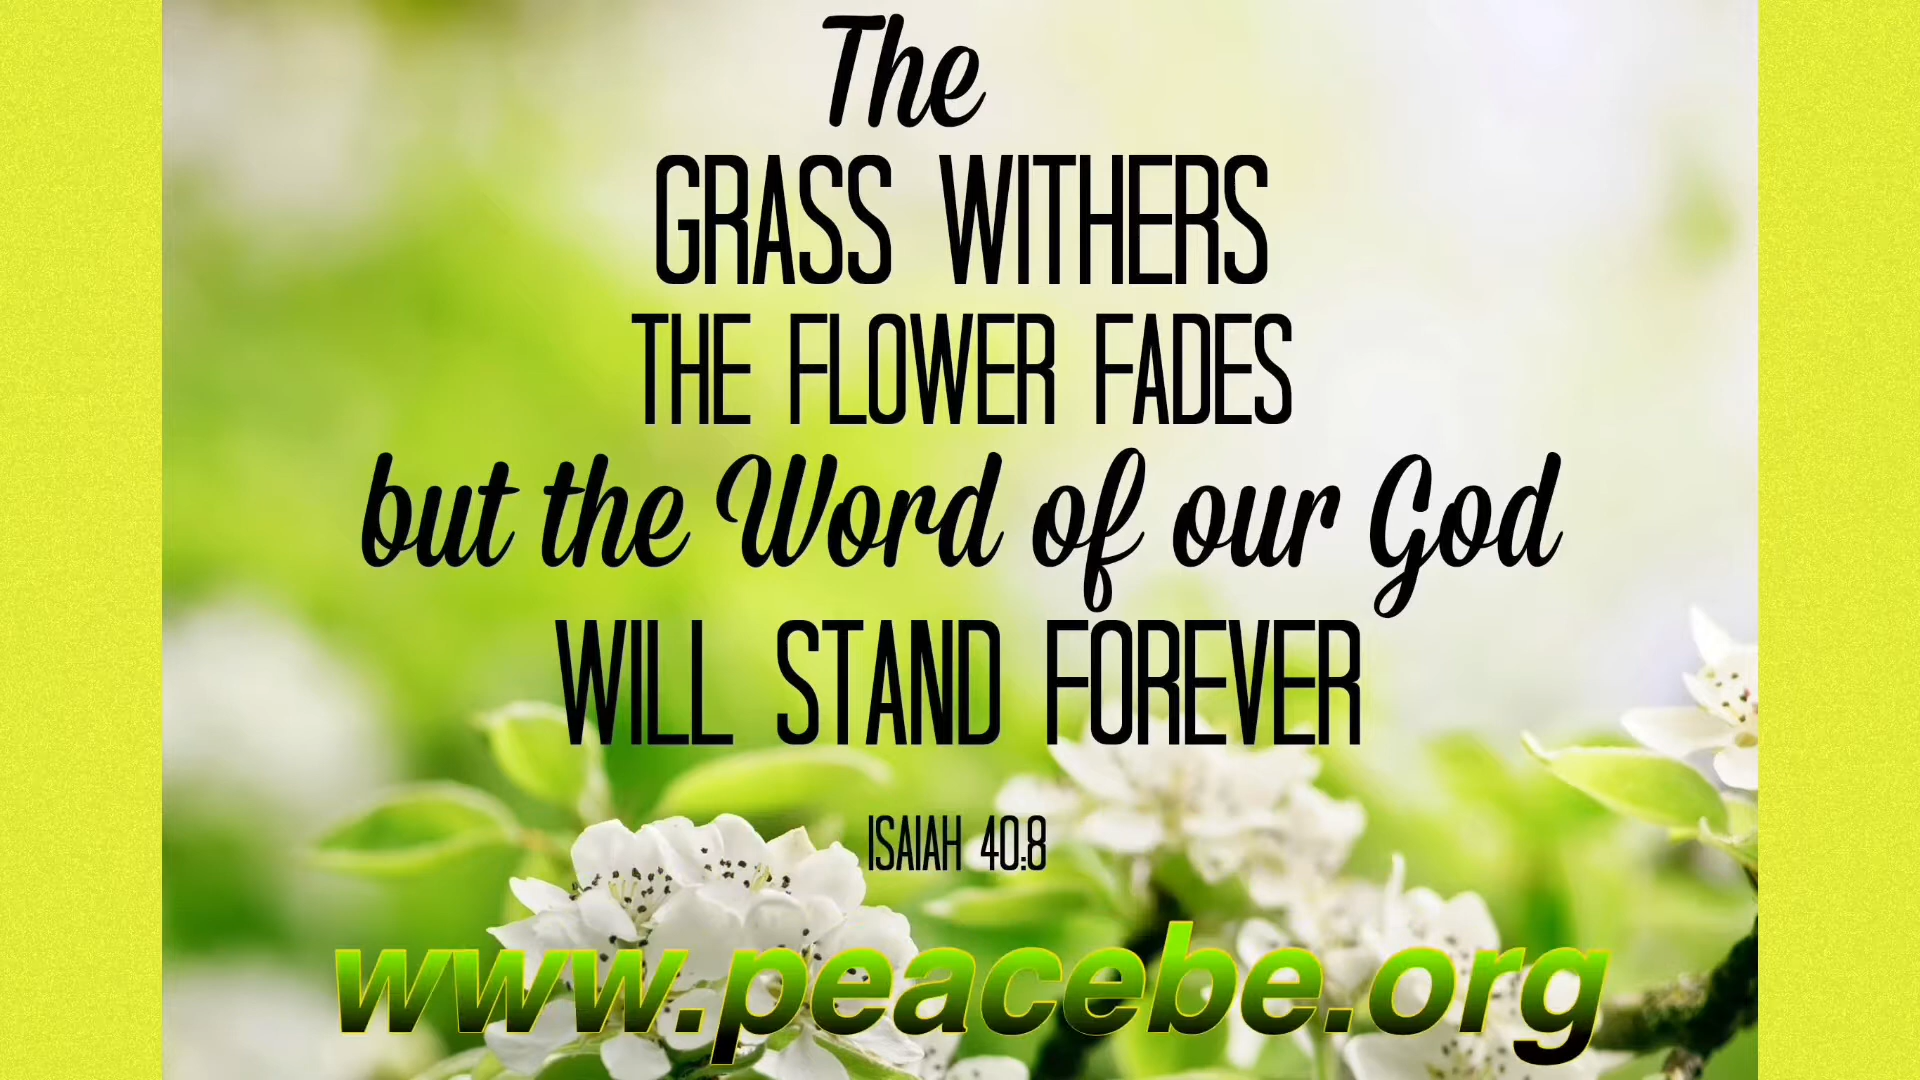 The
GRASS WITHERS
THE FLOWER FADES
but the Word of our God
WILL STAND FOREVER
ISAIAH 40:8
www.peacebe.org